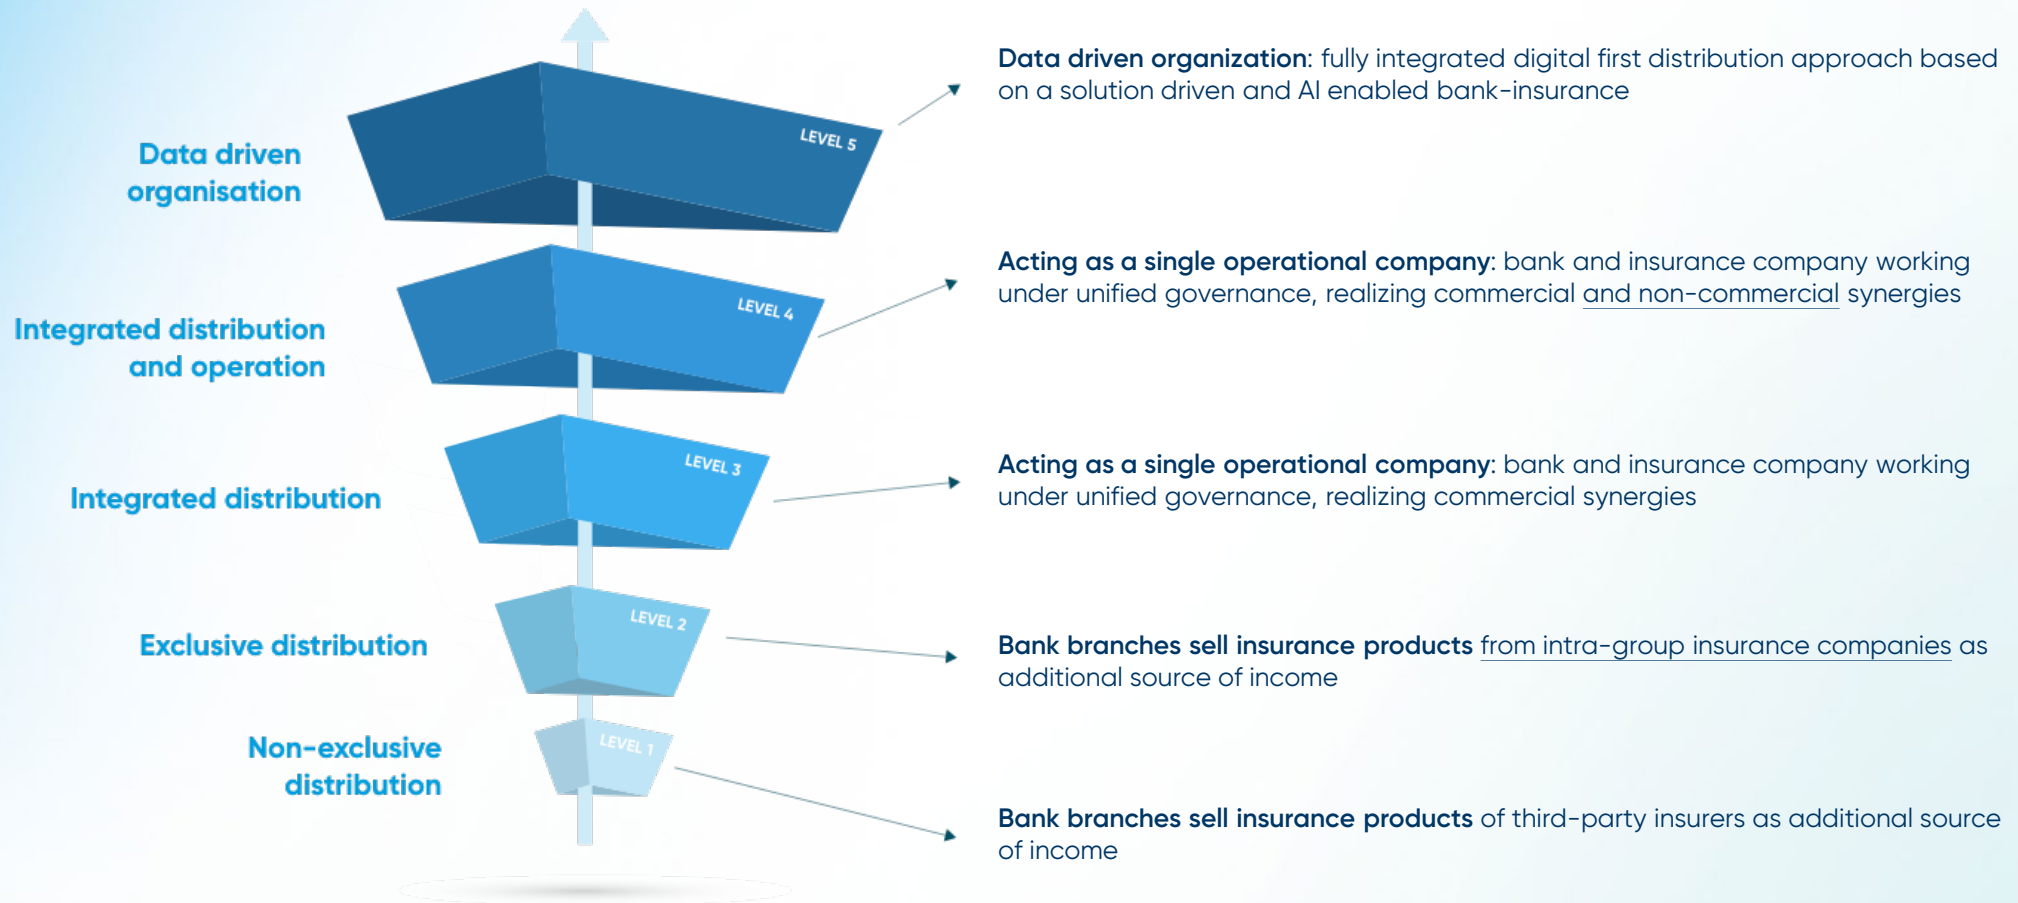 Data driven
organisation
LEVEL 5
Data driven organization: fully integrated digital first distribution approach based
on a solution driven and AI enabled bank-insurance
Integrated distribution
and operation
LEVEL 4
Acting as a single operational company: bank and insurance company working
under unified governance, realizing commercial and non-commercial synergies
Integrated distribution
LEVEL 3
Acting as a single operational company: bank and insurance company working
under unified governance, realizing commercial synergies
Exclusive distribution
LEVEL 2
Bank branches sell insurance products from intra-group insurance companies as
additional source of income
Non-exclusive
distribution
LEVEL 1
Bank branches sell insurance products of third-party insurers as additional source
of income